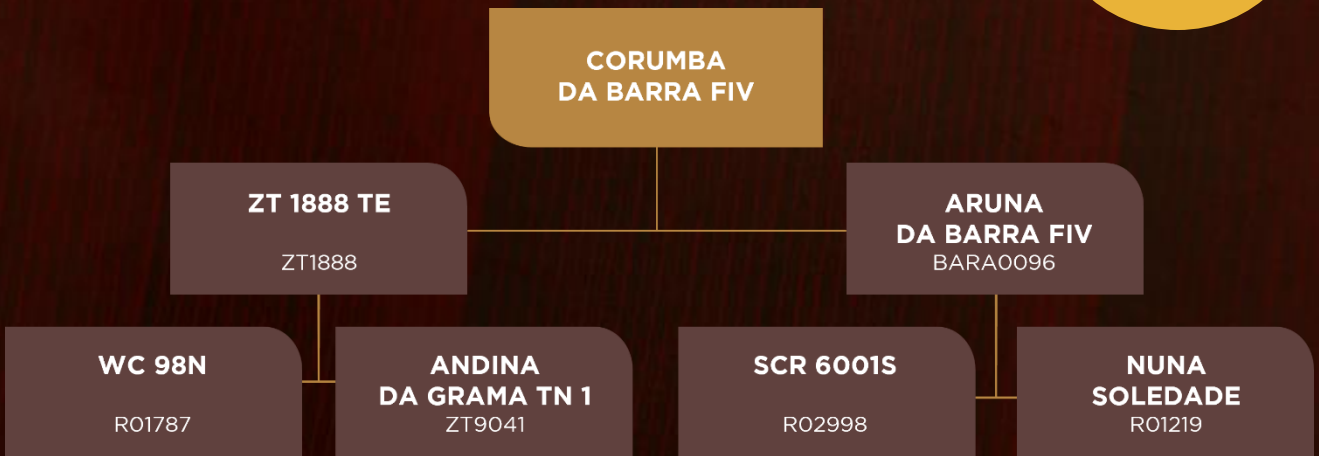 CORUMBA
DA BARRA FIV
ZT 1888 TE
ZT1888
ARUNA
DA BARRA FIV
BARA0096
WC 98N
R01787
ANDINA
DA GRAMA TN 1
ZT9041
SCR 6001S
R02998
NUNA
SOLEDADE
R01219